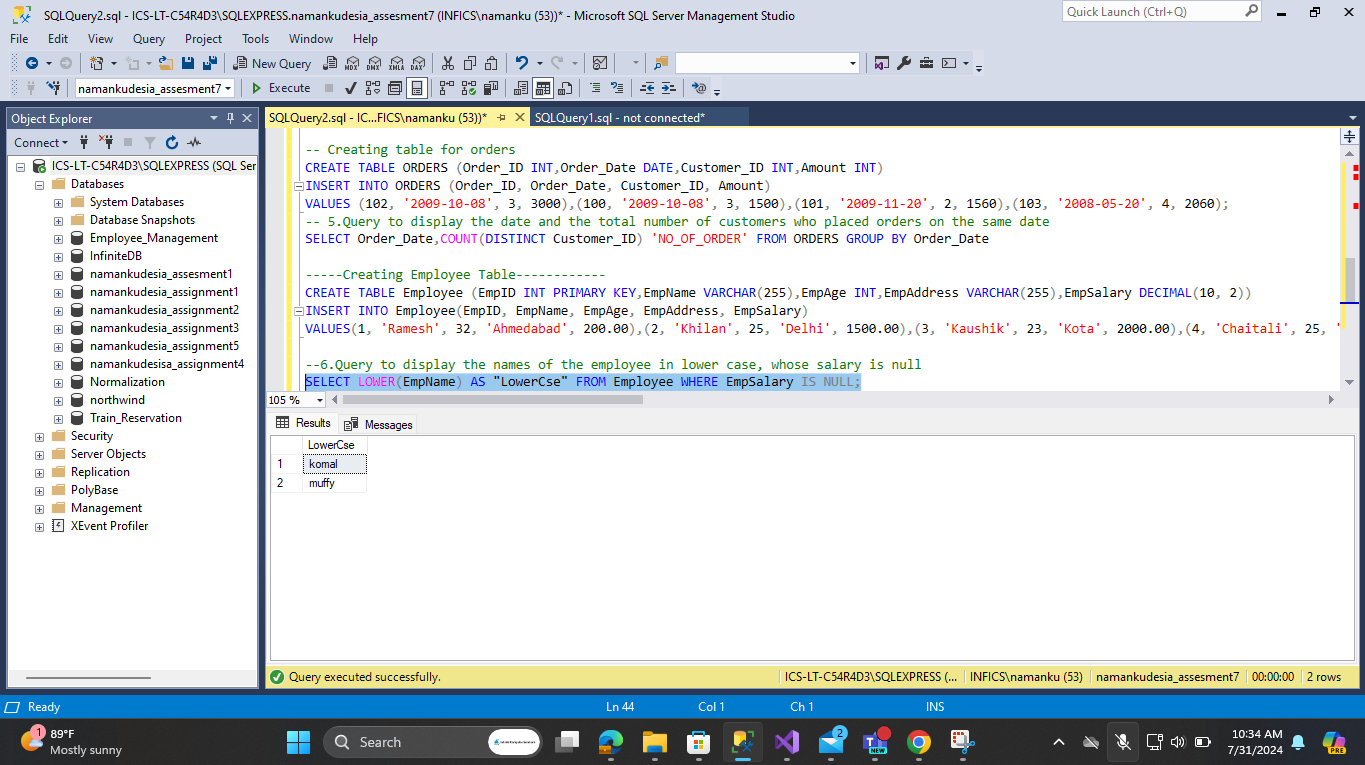 SQLQuery2.sql - ICS-LT-C54R4D3\SQLEXPRESS.namankudesia_assesment7 (INFICS\namanku (53))* - Microsoft SQL Server Management Studio
Quick Launch (Ctrl+Q)
File Edit View Query Project Tools Window Help
New Query MDX DMX XMLA DAX
namankudesia_assesment7 Execute
Object Explorer
SQLQuery2.sql - IC...FICS\namanku (53))* SQLQuery1.sql - not connected*
Connect
ICS-LT-C54R4D3\SQLEXPRESS (SQL Ser
Databases
System Databases
Database Snapshots
Employee_Management
InfiniteDB
namankudesia_assesment1
namankudesia_assignment1
namankudesia_assignment2
namankudesia_assignment3
namankudesia_assignment5
namankudesisa_assignment4
Normalization
northwind
Train_Reservation
Security
Server Objects
Replication
PolyBase
Management
XEvent Profiler
-- Creating table for orders
CREATE TABLE ORDERS (Order_ID INT,Order_Date DATE,Customer_ID INT,Amount INT)
INSERT INTO ORDERS (Order_ID, Order_Date, Customer_ID, Amount)
VALUES (102, '2009-10-08', 3, 3000),(100, '2009-10-08', 3, 1500),(101, '2009-11-20', 2, 1560),(103, '2008-05-20', 4, 2060);
-- 5.Query to display the date and the total number of customers who placed orders on the same date
SELECT Order_Date,COUNT(DISTINCT Customer_ID) 'NO_OF_ORDER' FROM ORDERS GROUP BY Order_Date
-----Creating Employee Table------------
CREATE TABLE Employee (EmpID INT PRIMARY KEY,EmpName VARCHAR(255),EmpAge INT,EmpAddress VARCHAR(255),EmpSalary DECIMAL(10, 2))
INSERT INTO Employee(EmpID, EmpName, EmpAge, EmpAddress, EmpSalary)
VALUES(1, 'Ramesh', 32, 'Ahmedabad', 200.00),(2, 'Khilan', 25, 'Delhi', 1500.00),(3, 'Kaushik', 23, 'Kota', 2000.00),(4, 'Chaitali', 25, '
--6.Query to display the names of the employee in lower case, whose salary is null
SELECT LOWER(EmpName) AS "LowerCse" FROM Employee WHERE EmpSalary IS NULL;
105 %
Results Messages
LowerCse
1 komal
2 muffy
Query executed successfully.
ICS-LT-C54R4D3\SQLEXPRESS (... INFICS\namanku (53) namankudesia_assesment7 00:00:00 2 rows
Ready Ln 44 Col 1 Ch 1 INS
1
89°F
Mostly sunny
Search
2
NEW
10:34 AM
7/31/2024
PRE